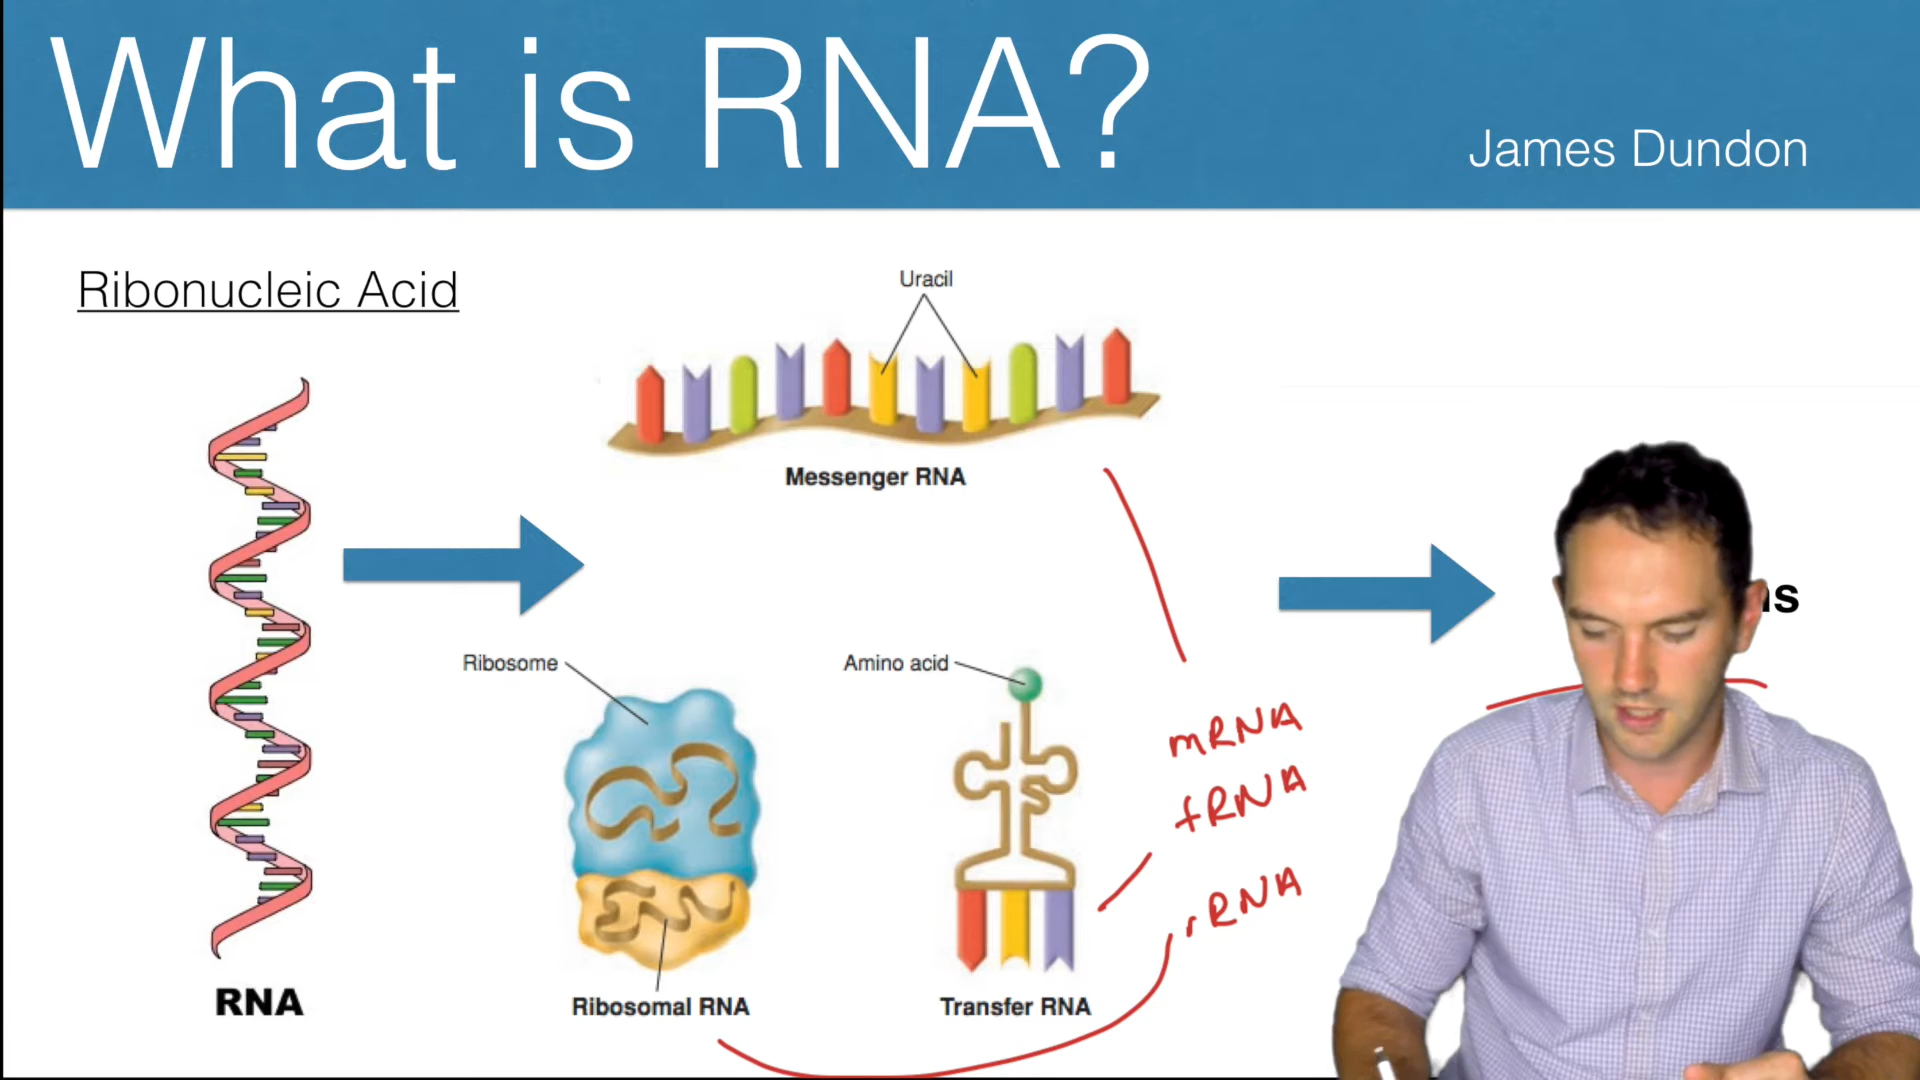 What is RNA?
James Dundon
Ribonucleic Acid
Uracil
Messenger RNA
Ribosome
Amino acid
mRNA
tRNA
rRNA
RNA
Ribosomal RNA
Transfer RNA